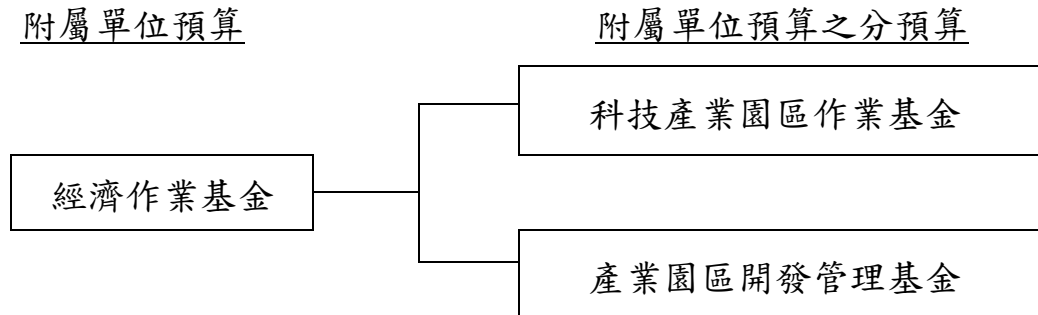 附屬單位預算
附屬單位預算之分預算
科技產業園區作業基金
經濟作業基金
產業園區開發管理基金